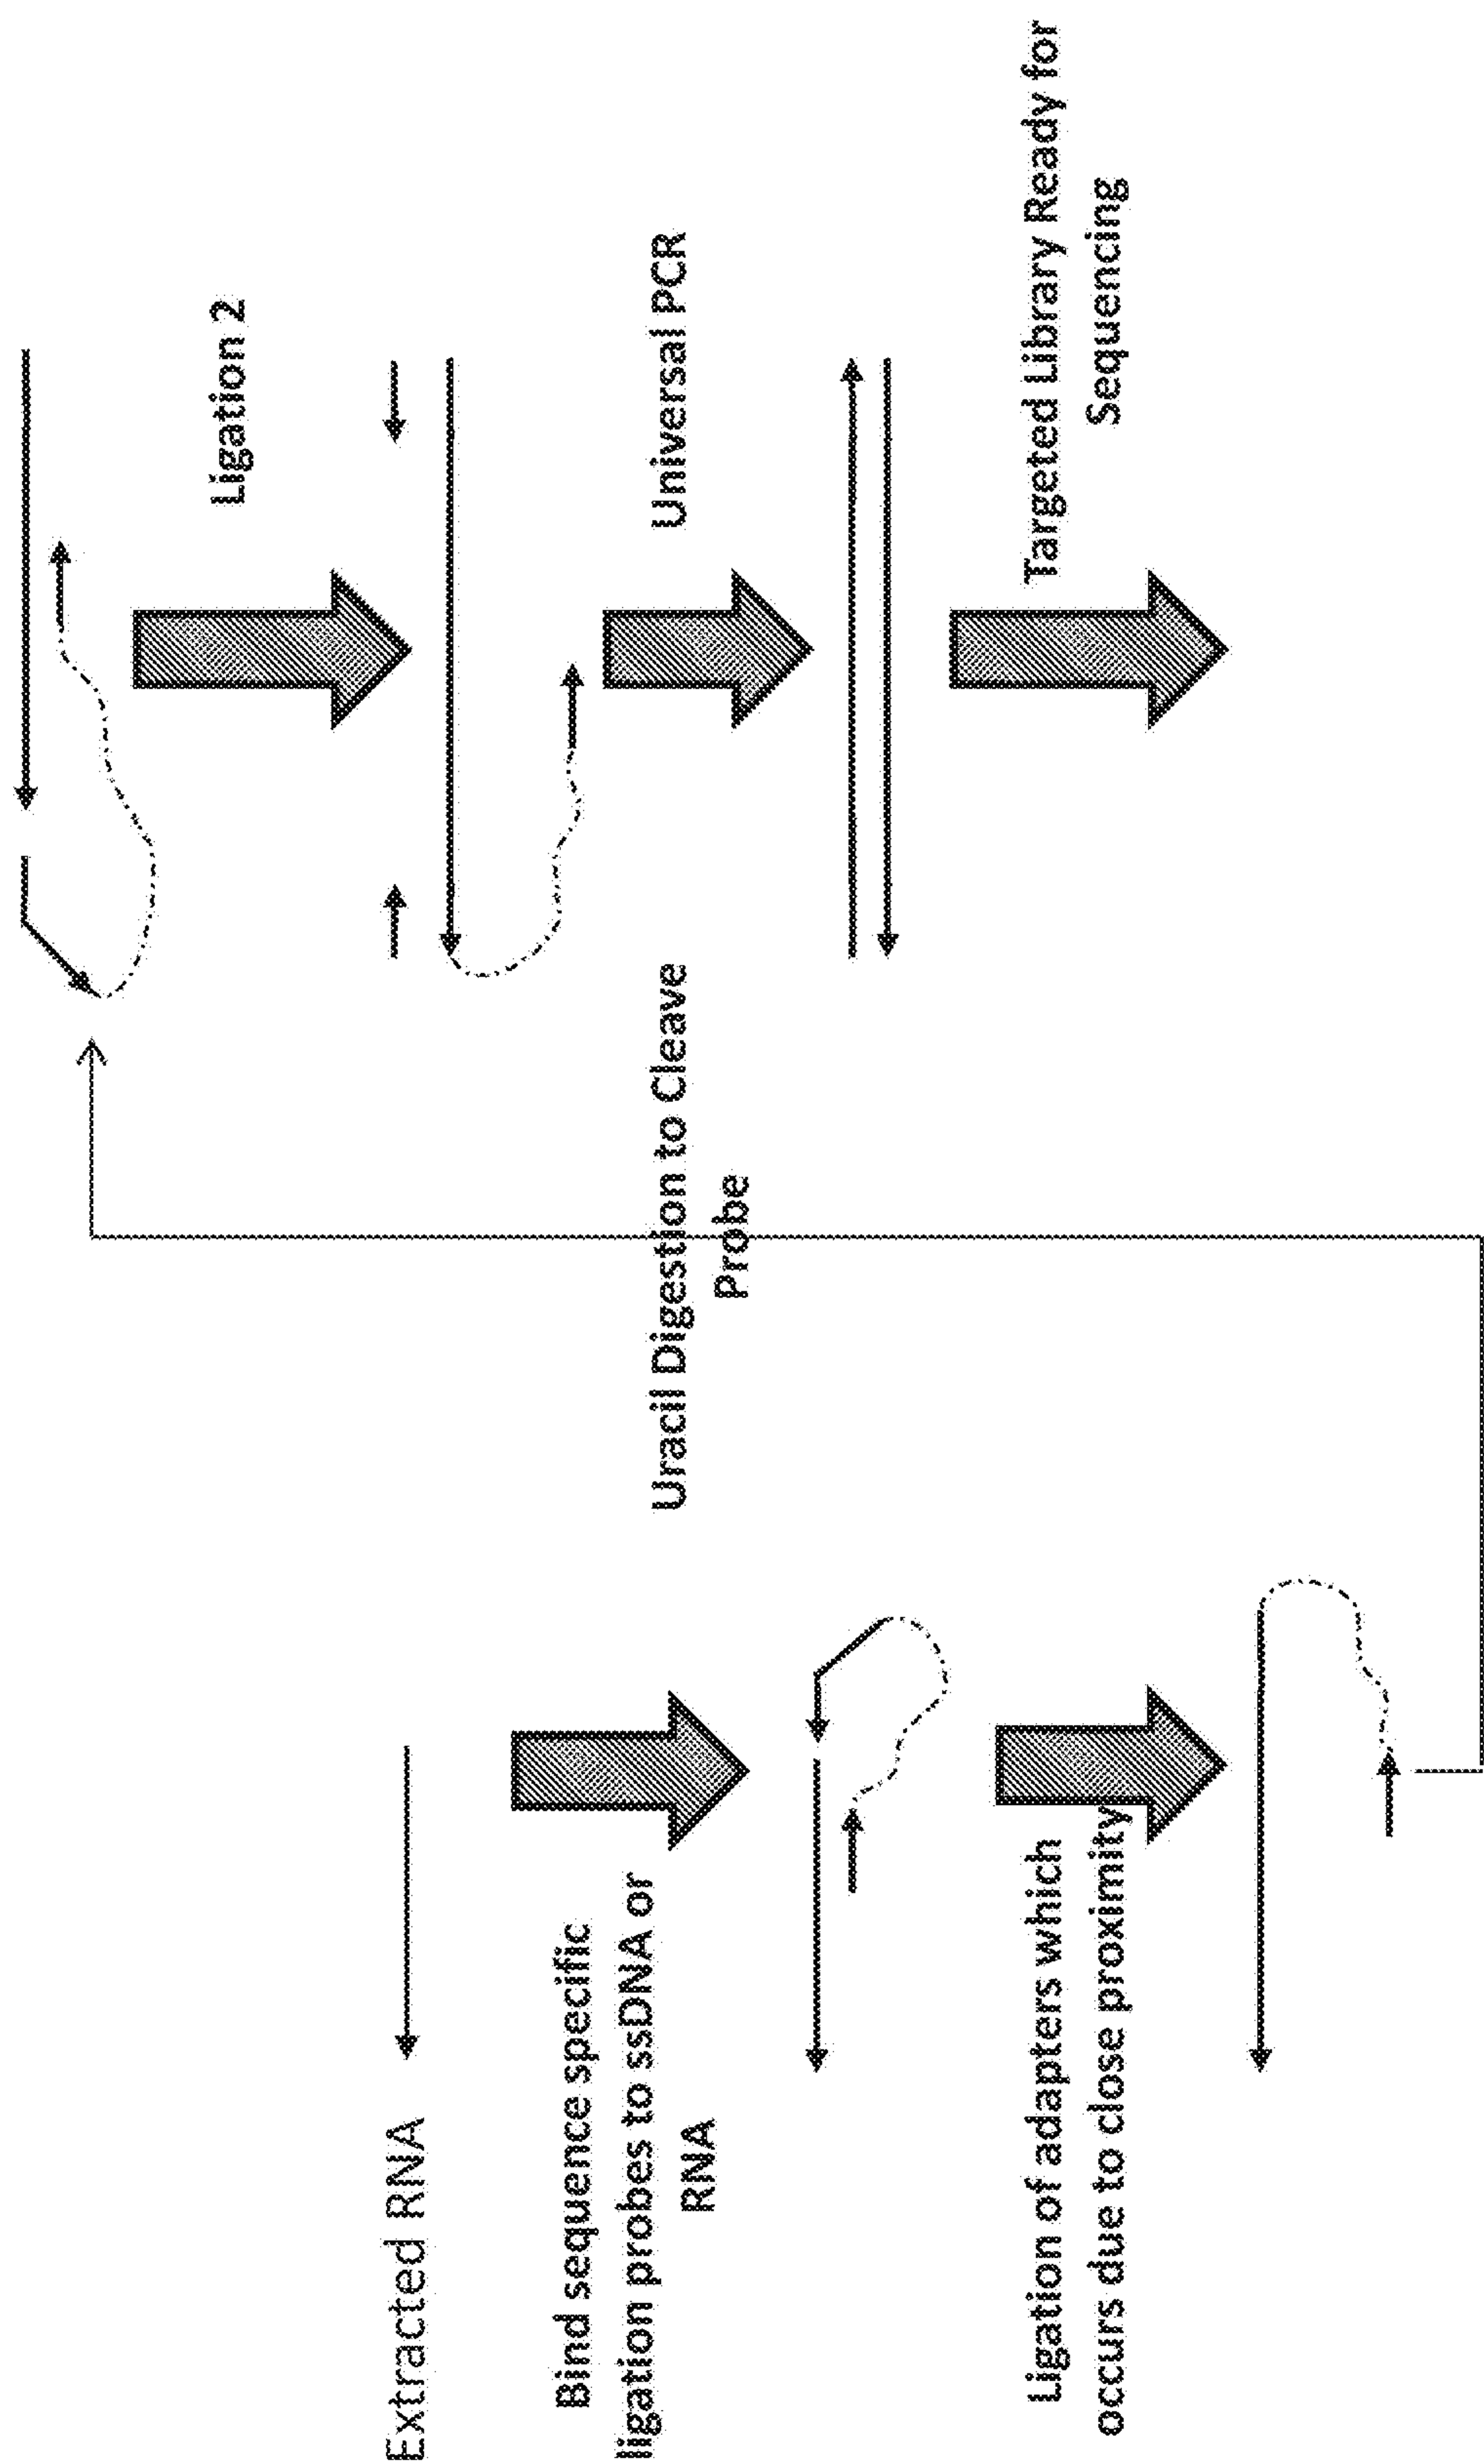 Extracted RNA
Bind sequence specific
ligation probes to ssDNA or
RNA
Ligation of adapters which
occurs due to close proximity
Uracil Digestion to Cleave
Probe
Ligation 2
Universal PCR
Targeted Library Ready for
Sequencing